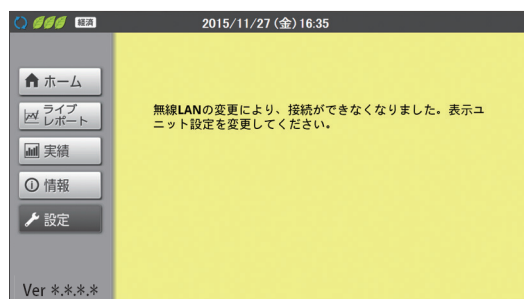 経済
2015/11/27 (金) 16:35
ホーム
ライブ
レポート
実績
情報
設定
無線LANの変更により、接続ができなくなりました。表示ユ
ニット設定を変更してください。
Ver *.*.*.*